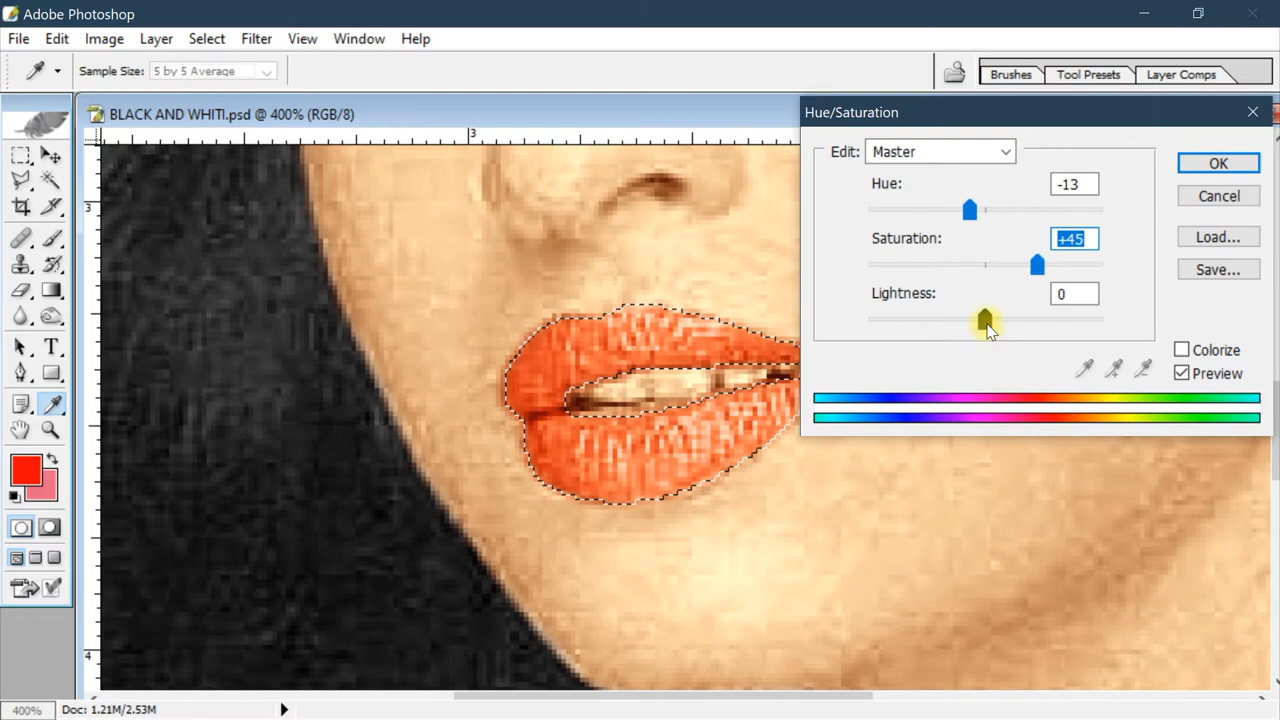 Adobe Photoshop
File Edit Image Layer Select Filter View Window Help
Sample Size: 5 by 5 Average Brushes Tool Presets Layer Comps
BLACK AND WHITI.psd @ 400% (RGB/8)
Hue/Saturation
3
Edit: Master
OK
Hue: -13
Cancel
3
Saturation: +45
Load...
Save...
Lightness: 0
T
Colorize
Preview
4
400% Doc: 1.21M/2.53M